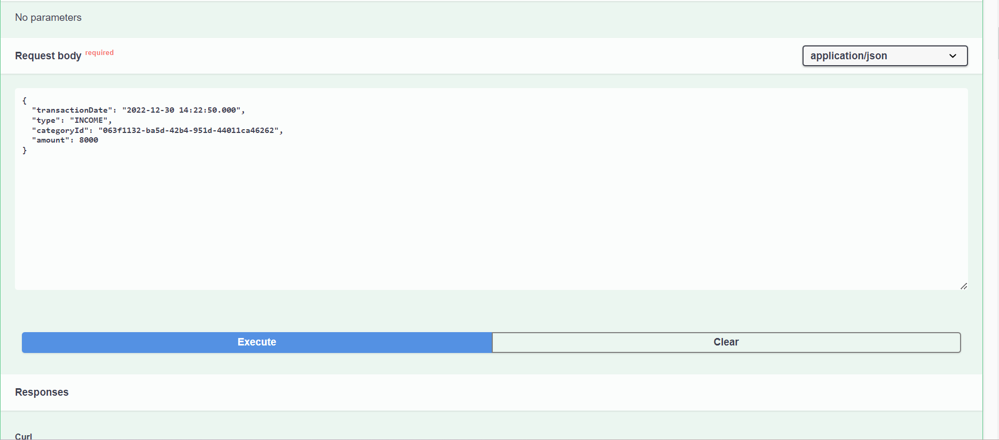 No parameters
Request body required
application/json
{
  "transactionDate": "2022-12-30 14:22:50.000",
  "type": "INCOME",
  "categoryId": "063f1132-ba5d-42b4-951d-44011ca46262",
  "amount": 8000
}
Execute
Clear
Responses
Curl